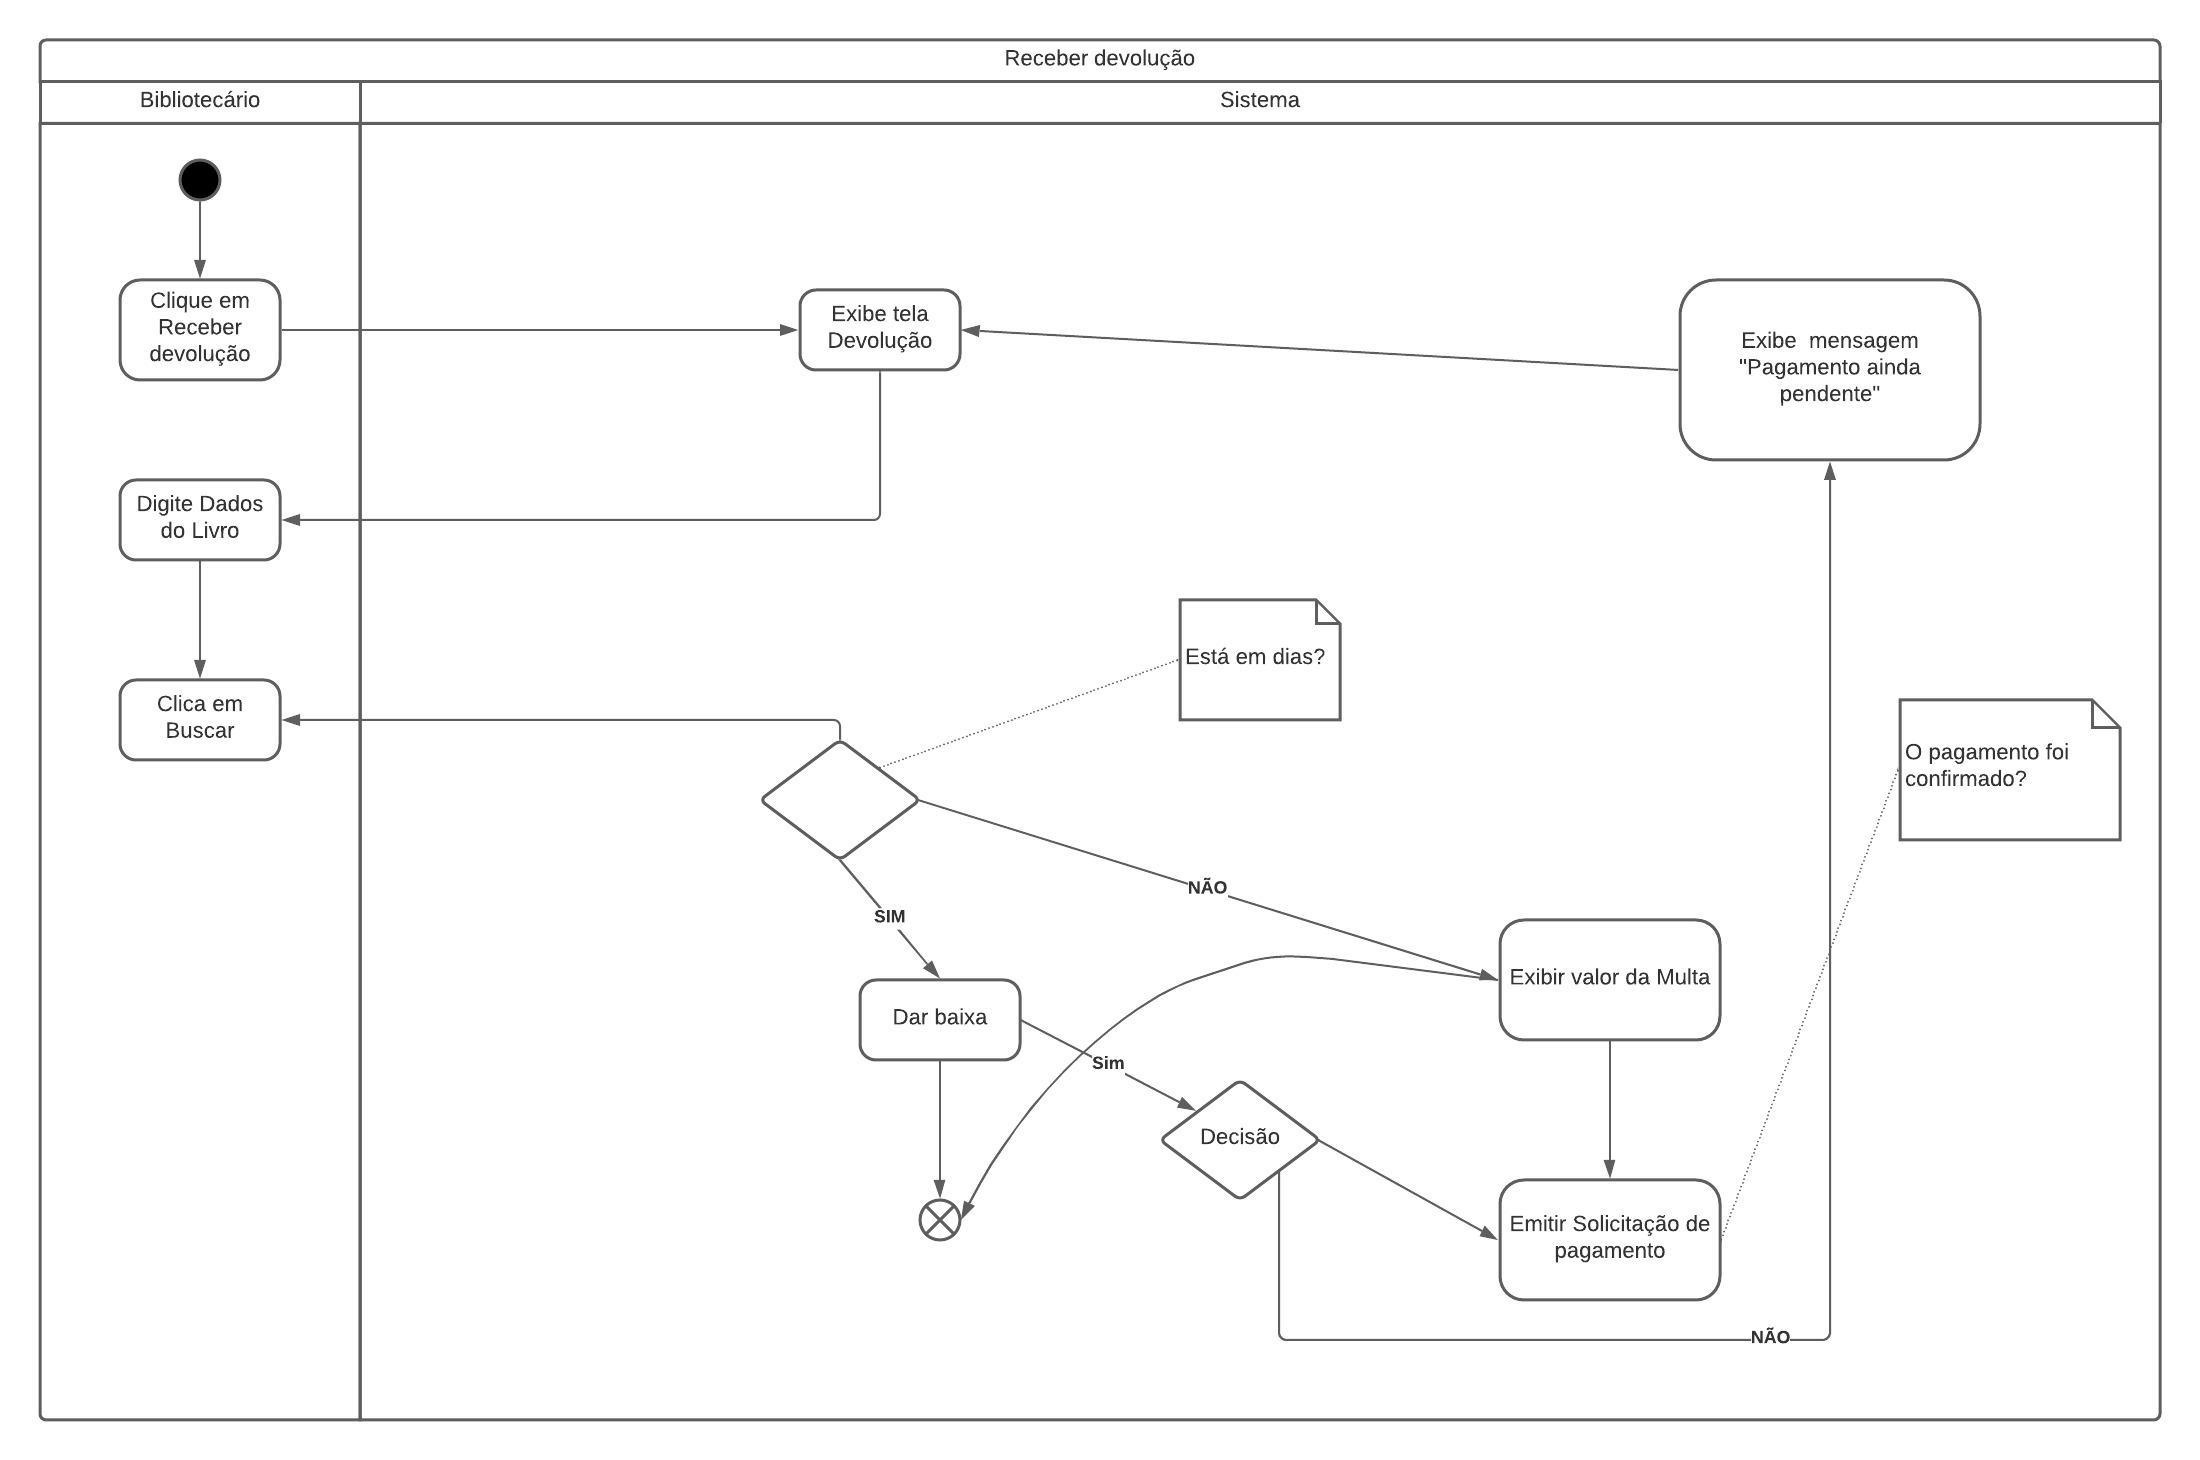 Receber devolução
Bibliotecário
Sistema
Clique em
Receber
devolução
Exibe tela
Devolução
Exibe  mensagem
"Pagamento ainda
pendente"
Digite Dados
do Livro
Está em dias?
Clica em
Buscar
O pagamento foi
confirmado?
NÃO
SIM
Exibir valor da Multa
Dar baixa
Sim
Decisão
Emitir Solicitação de
pagamento
NÃO